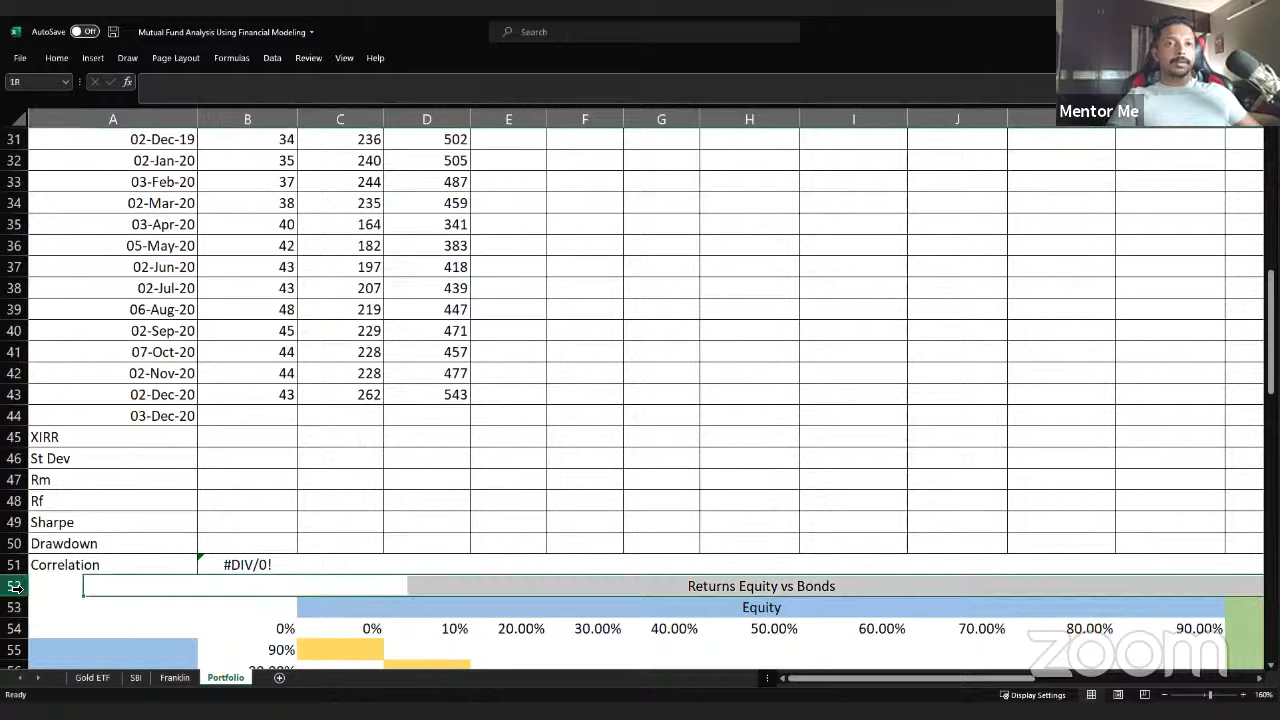 AutoSave Off Mutual Fund Analysis Using Financial Modeling Search
File Home Insert Draw Page Layout Formulas Data Review View Help
1R fx
Mentor Me
A B C D E F G H I J
31 02-Dec-19 34 236 502
32 02-Jan-20 35 240 505
33 03-Feb-20 37 244 487
34 02-Mar-20 38 235 459
35 03-Apr-20 40 164 341
36 05-May-20 42 182 383
37 02-Jun-20 43 197 418
38 02-Jul-20 43 207 439
39 06-Aug-20 48 219 447
40 02-Sep-20 45 229 471
41 07-Oct-20 44 228 457
42 02-Nov-20 44 228 477
43 02-Dec-20 43 262 543
44 03-Dec-20
45 XIRR
46 St Dev
47 Rm
48 Rf
49 Sharpe
50 Drawdown
51 Correlation #DIV/0!
52 Returns Equity vs Bonds
53 Equity
54 0% 0% 10% 20.00% 30.00% 40.00% 50.00% 60.00% 70.00% 80.00% 90.00%
55 90%
zoom
Gold ETF SBI Franklin Portfolio
Ready Display Settings 160%